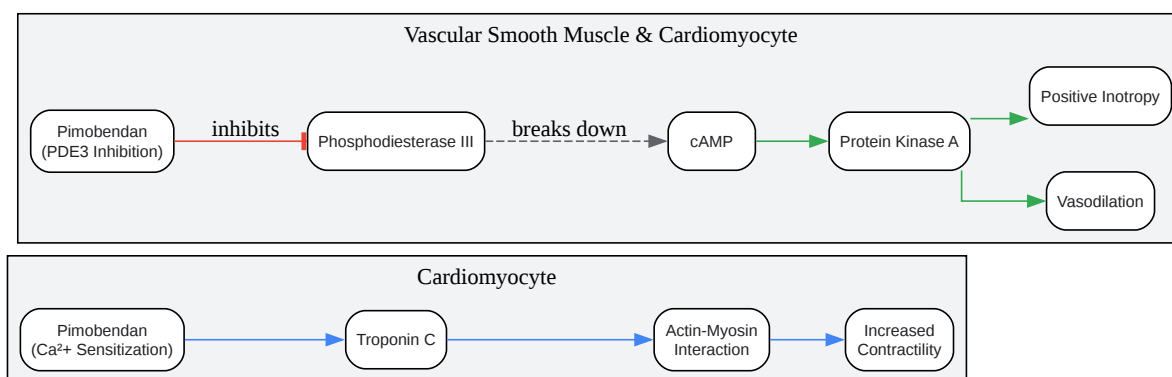 Vascular Smooth Muscle & Cardiomyocyte
Pimobendan
(PDE3 Inhibition)
inhibits
Phosphodiesterase III
breaks down
cAMP
Protein Kinase A
Positive Inotropy
Vasodilation
Cardiomyocyte
Pimobendan
(Ca²+ Sensitization)
Troponin C
Actin-Myosin
Interaction
Increased
Contractility